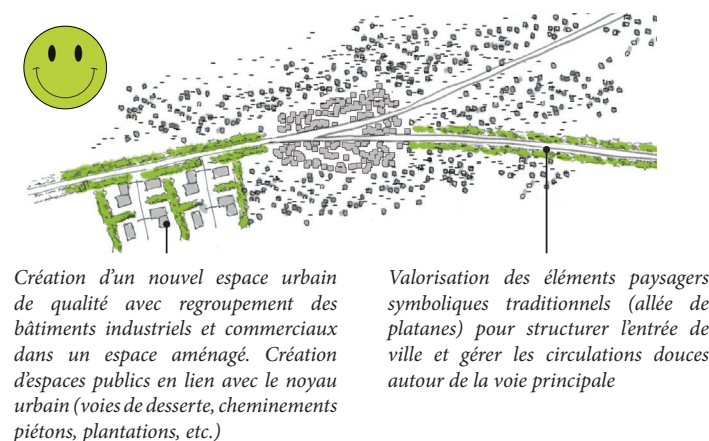 Création d'un nouvel espace urbain
de qualité avec regroupement des
bâtiments industriels et commerciaux
dans un espace aménagé. Création
d'espaces publics en lien avec le noyau
urbain (voies de desserte, cheminements
piétons, plantations, etc.)
Valorisation des éléments paysagers
symboliques traditionnels (allée de
platanes) pour structurer l'entrée de
ville et gérer les circulations douces
autour de la voie principale